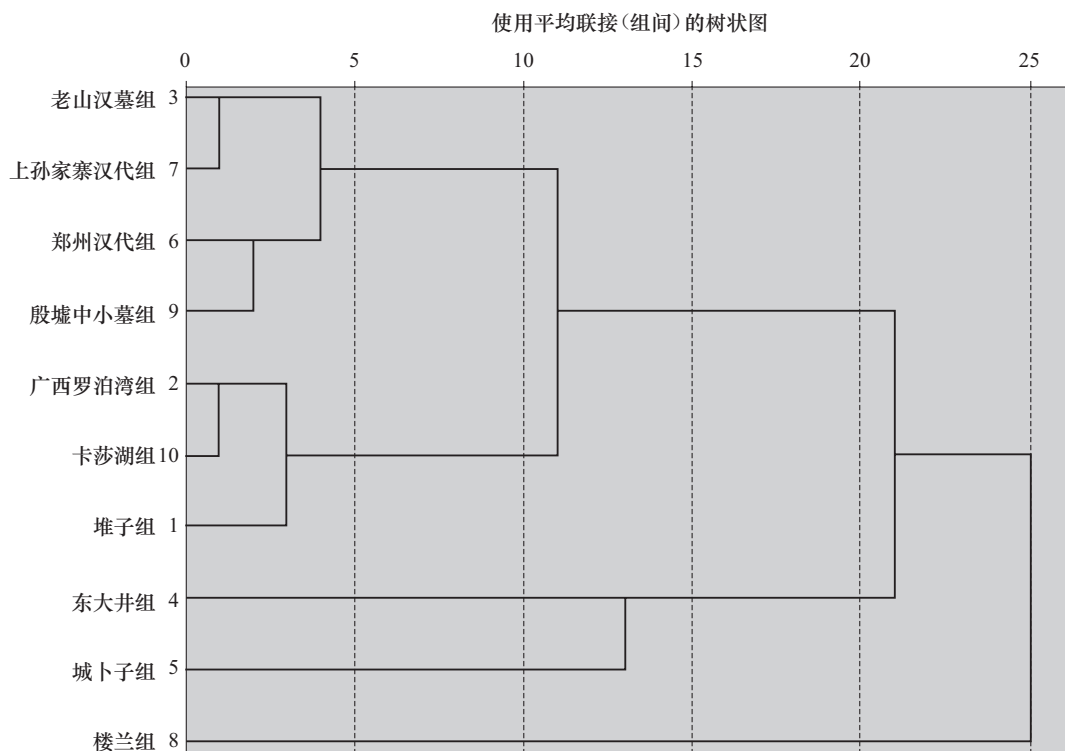 使用平均联接(组间)的树状图
0 5 10 15 20 25
老山汉墓组 3
上孙家寨汉代组 7
郑州汉代组 6
殷墟中小墓组 9
广西罗泊湾组 2
卡莎湖组 10
堆子组 1
东大井组 4
城卜子组 5
楼兰组 8